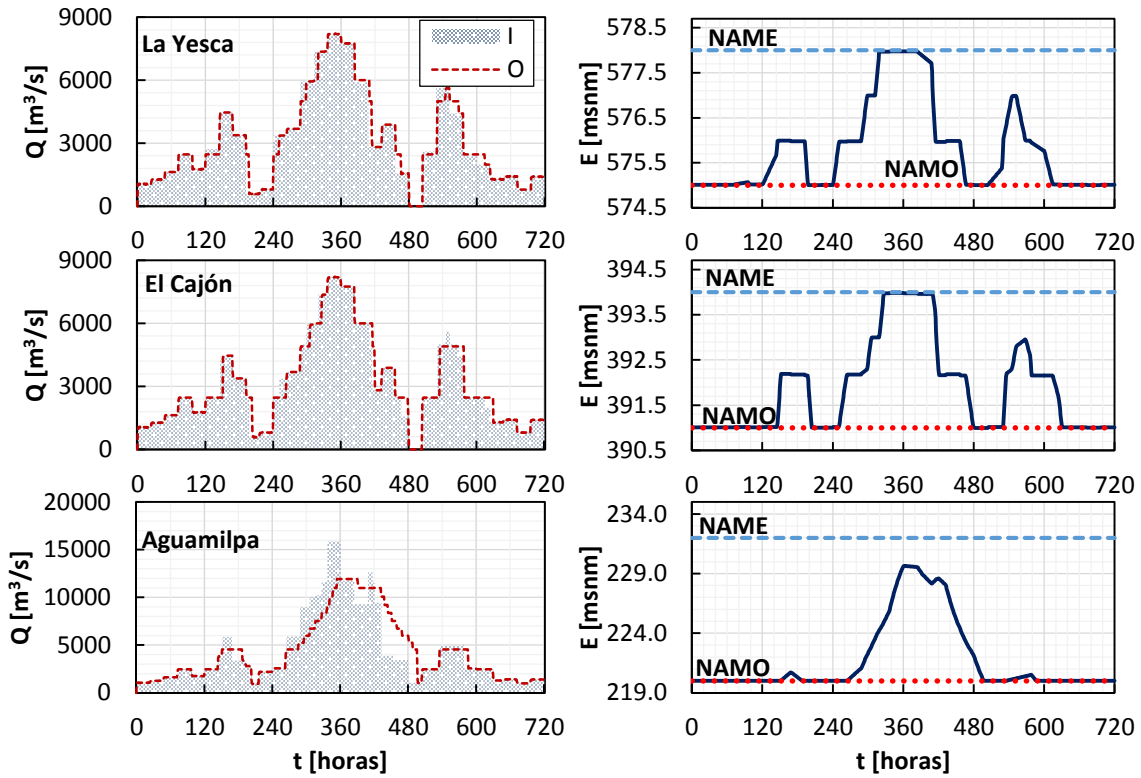 La Yesca
I
O
Q [m³/s]
9000
6000
3000
0
0 120 240 360 480 600 720
NAME
NAMO
E [msnm]
578.5
577.5
576.5
575.5
574.5
0 120 240 360 480 600 720
El Cajón
Q [m³/s]
9000
6000
3000
0
0 120 240 360 480 600 720
NAME
NAMO
E [msnm]
394.5
393.5
392.5
391.5
390.5
0 120 240 360 480 600 720
Aguamilpa
Q [m³/s]
20000
15000
10000
5000
0
0 120 240 360 480 600 720
t [horas]
NAME
NAMO
E [msnm]
234.0
229.0
224.0
219.0
0 120 240 360 480 600 720
t [horas]